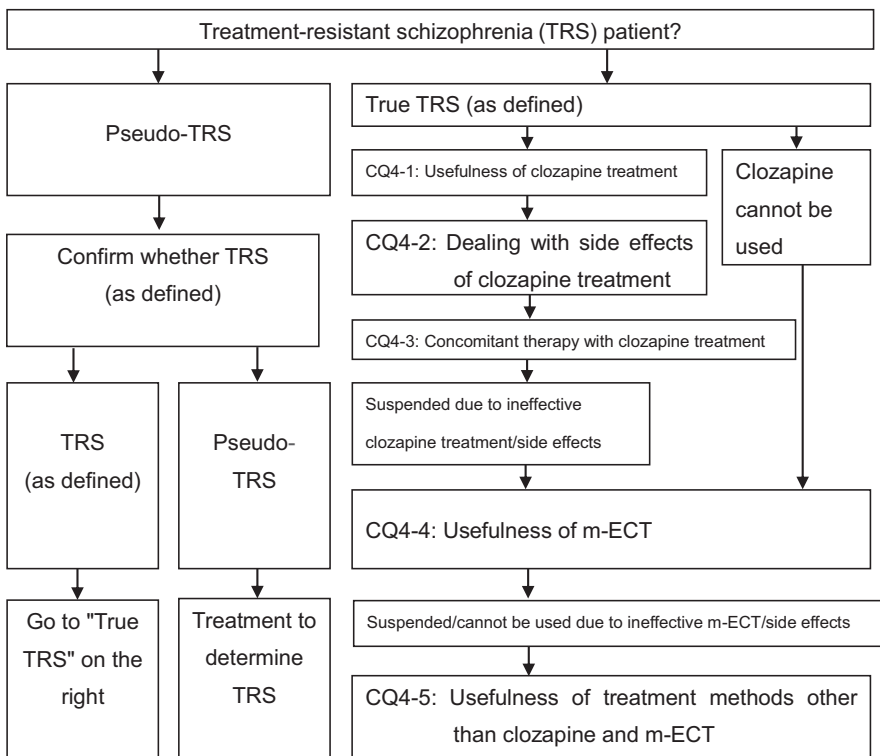 Treatment-resistant schizophrenia (TRS) patient?
Pseudo-TRS
Confirm whether TRS
(as defined)
TRS
(as defined)
Go to "True
TRS" on the
right
Pseudo-
TRS
Treatment to
determine
TRS
True TRS (as defined)
CQ4-1: Usefulness of clozapine treatment
CQ4-2: Dealing with side effects
of clozapine treatment
CQ4-3: Concomitant therapy with clozapine treatment
Suspended due to ineffective
clozapine treatment/side effects
Clozapine
cannot be
used
CQ4-4: Usefulness of m-ECT
Suspended/cannot be used due to ineffective m-ECT/side effects
CQ4-5: Usefulness of treatment methods other
than clozapine and m-ECT